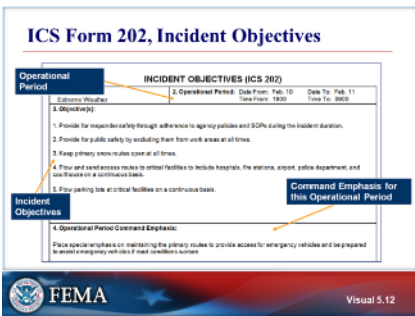 ICS Form 202, Incident Objectives
Operational
Period
INCIDENT OBJECTIVES (ICS 202)
Extreme Weather
2. Operational Period: Date From: Feb. 10 Date To: Feb. 11
Time From: 1800 Time To: 0600
3. Objective(s):
1. Provide for responder safety through adherence to agency policies and SOPs during the incident duration.
2. Provide for public safety by excluding them from work areas at all times.
3. Keep primary snow routes open at all times.
4. Plow and sand access routes to critical facilities to include hospitals, fire stations, airport, police department, and
courthouse on a continuous basis.
5. Plow parking lots at critical facilities on a continuous basis.
Incident
Objectives
Command Emphasis for
this Operational Period
4. Operational Period Command Emphasis:
Place special emphasis on maintaining the primary routes to provide access for emergency vehicles and be prepared
to assist emergency vehicles if road conditions worsen.
FEMA
Visual 5.12